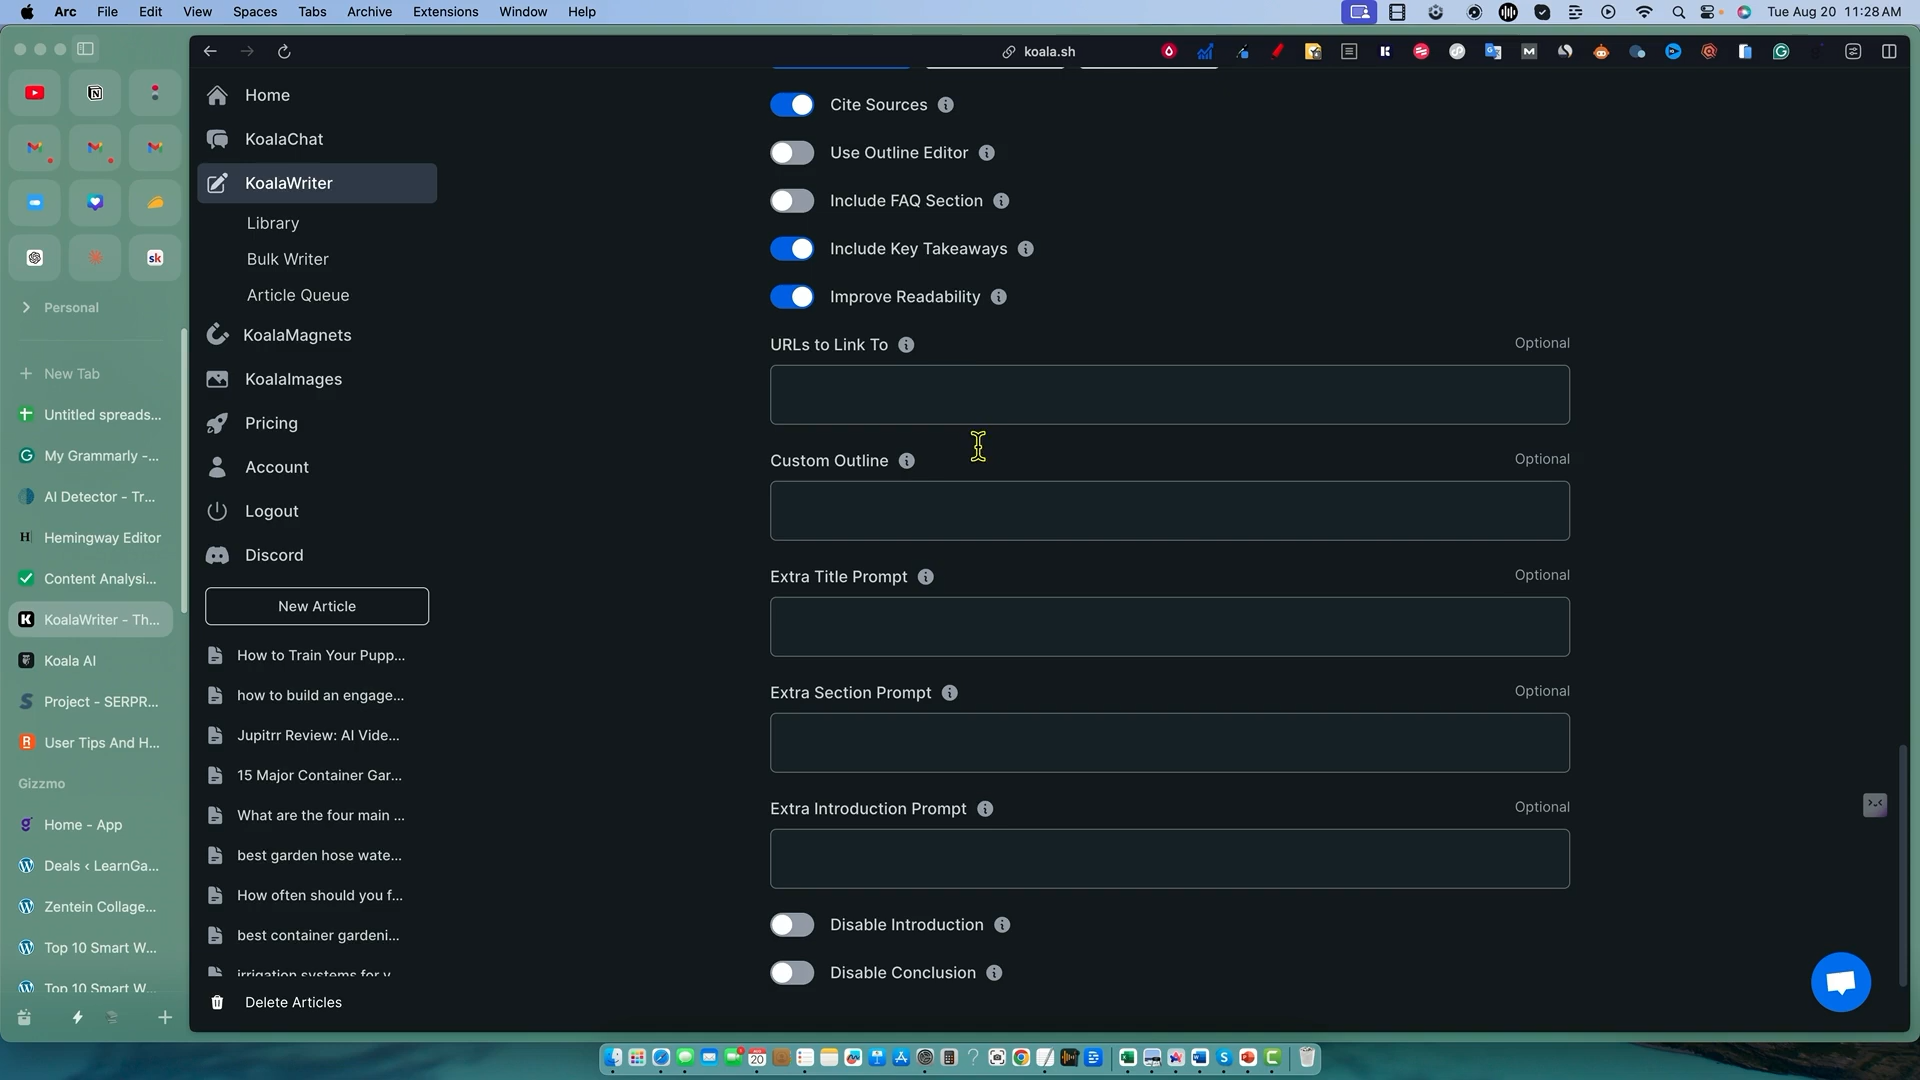 Arc File Edit View Spaces Tabs Archive Extensions Window Help
Tue Aug 20 11:28 AM
koala.sh
Personal
New Tab
Untitled spreads...
My Grammarly -...
AI Detector - Tr...
Hemingway Editor
Content Analysi...
KoalaWriter - Th...
Koala AI
Project - SERPR...
User Tips And H...
Gizzmo
Home - App
Deals ‹ LearnGa...
Zentein Collage...
Top 10 Smart W...
Top 10 Smart W...
Home
KoalaChat
KoalaWriter
Library
Bulk Writer
Article Queue
KoalaMagnets
KoalaImages
Pricing
Account
Logout
Discord
New Article
How to Train Your Pupp...
how to build an engage...
Jupitrr Review: AI Vide...
15 Major Container Gar...
What are the four main ...
best garden hose wate...
How often should you f...
best container gardeni...
irrigation systems for v
Delete Articles
Cite Sources
Use Outline Editor
Include FAQ Section
Include Key Takeaways
Improve Readability
URLs to Link To Optional
Custom Outline Optional
Extra Title Prompt Optional
Extra Section Prompt Optional
Extra Introduction Prompt Optional
Disable Introduction
Disable Conclusion